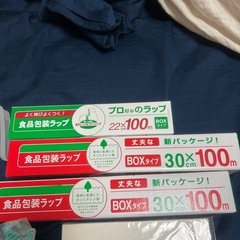 よく伸びよくつく!
食品包装ラップ
プロ好みのラップ
22×100m
BOXタイプ
食品包装ラップ
丈夫な
BOXタイプ
新パッケージ!
30cm×100m
食品包装ラップ
丈夫な
BOXタイプ
新パッケージ!
30cm×100m